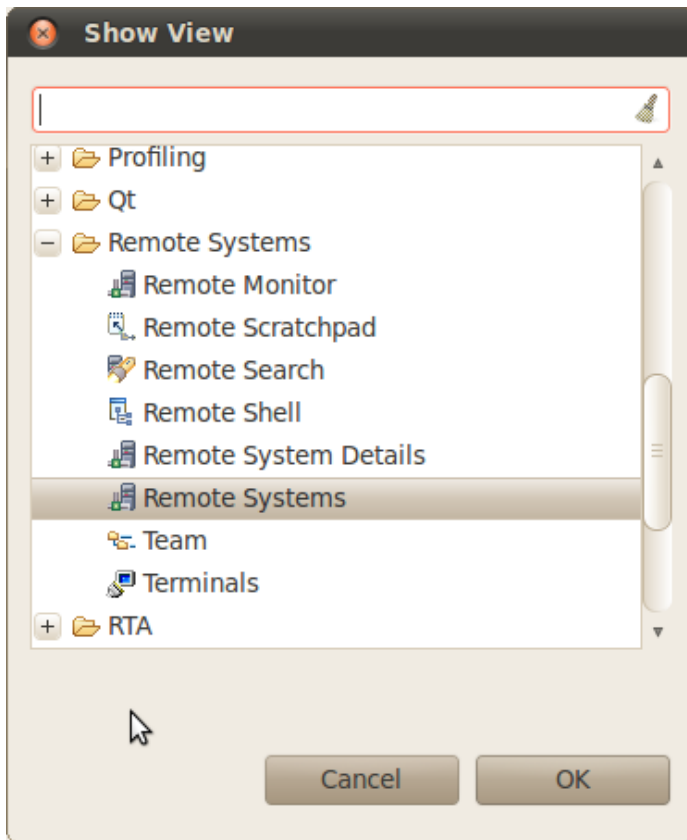 Show View
Profiling
Qt
Remote Systems
Remote Monitor
Remote Scratchpad
Remote Search
Remote Shell
Remote System Details
Remote Systems
Team
Terminals
RTA
Cancel
OK